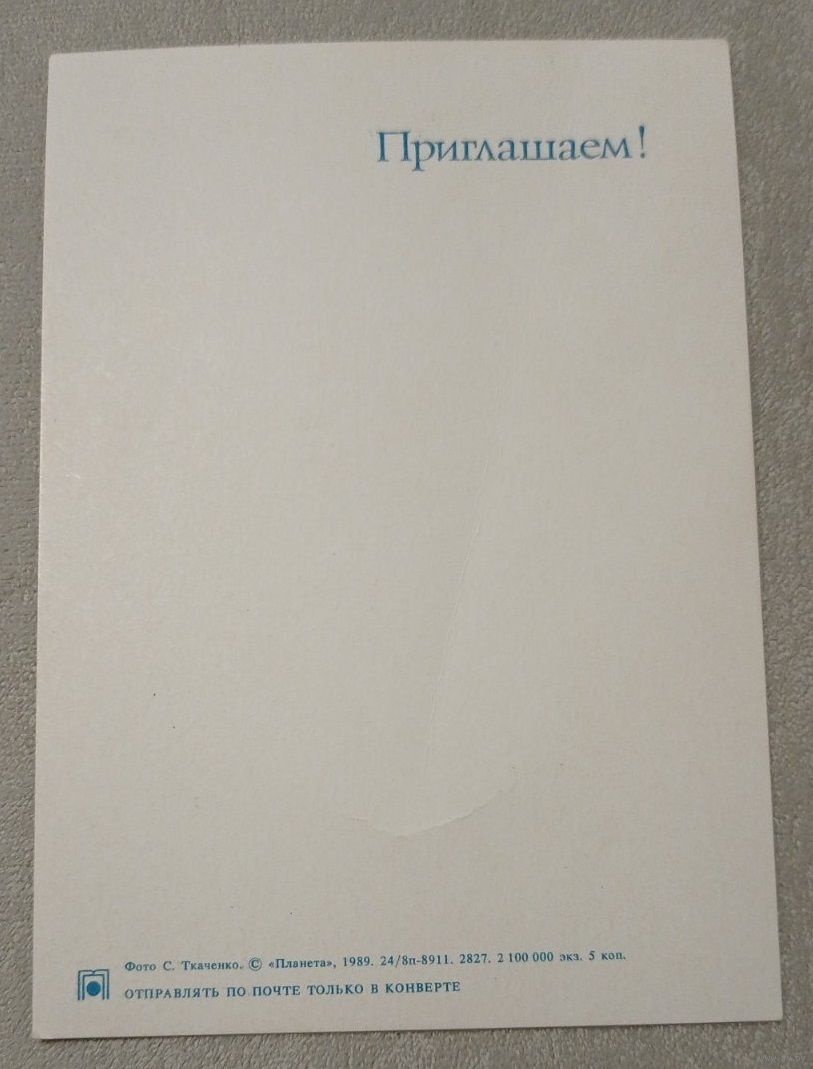 Приглашаем!
Фото С. Ткаченко. © «Планета», 1989. 24/8п-8911. 2827. 2 100 000 экз. 5 коп.
ОТПРАВЛЯТЬ ПО ПОЧТЕ ТОЛЬКО В КОНВЕРТЕ